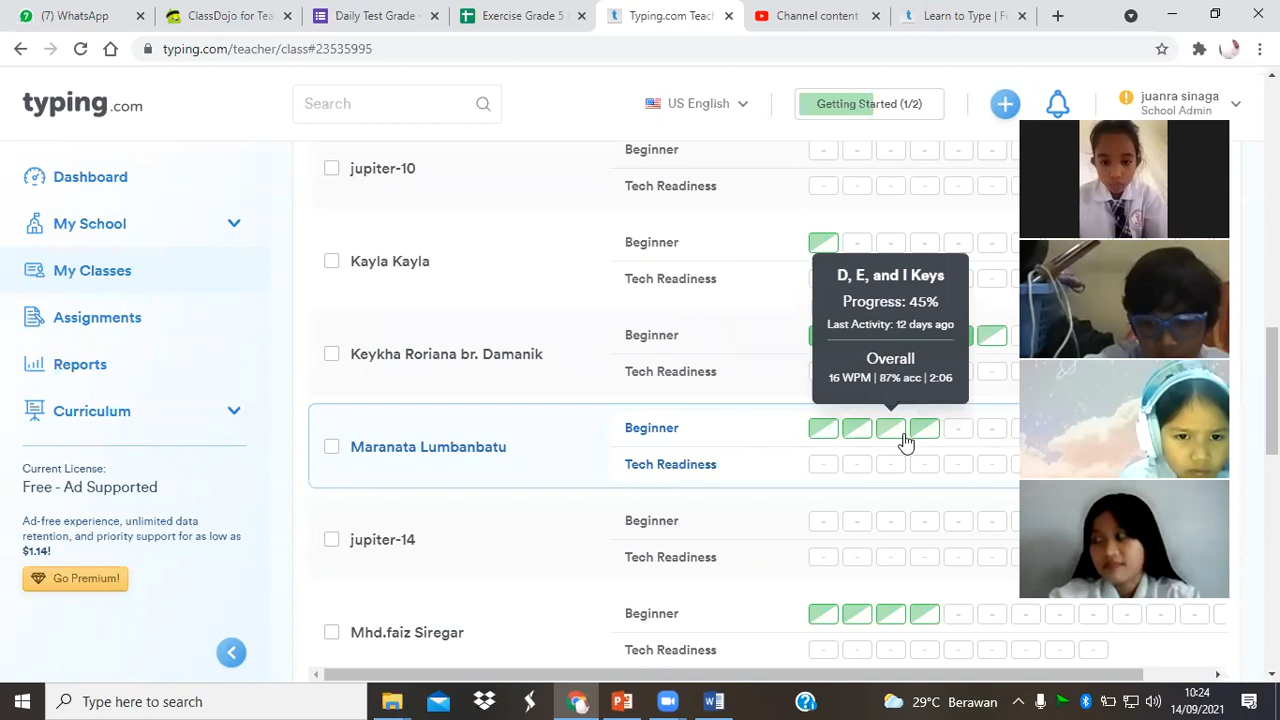 (7) WhatsApp
ClassDojo for Tea
Daily Test Grade
Exercise Grade 5 (
Typing.com Teach
Channel content
Learn to Type | Fr
typing.com/teacher/class#23535995
typing.com
Search
US English
Getting Started (1/2)
juanra sinaga
School Admin
Dashboard
My School
My Classes
Assignments
Reports
Curriculum
Current License:
Free - Ad Supported
Ad-free experience, unlimited data
retention, and priority support for as low as
$1.14!
Go Premium!
jupiter-10
Beginner
Tech Readiness
Kayla Kayla
Beginner
Tech Readiness
Keykha Roriana br. Damanik
Beginner
Tech Readiness
D, E, and I Keys
Progress: 45%
Last Activity: 12 days ago
Overall
16 WPM | 87% acc | 2:06
Maranata Lumbanbatu
Beginner
Tech Readiness
jupiter-14
Beginner
Tech Readiness
Mhd.faiz Siregar
Beginner
Tech Readiness
Type here to search
29°C Berawan
10:24
14/09/2021